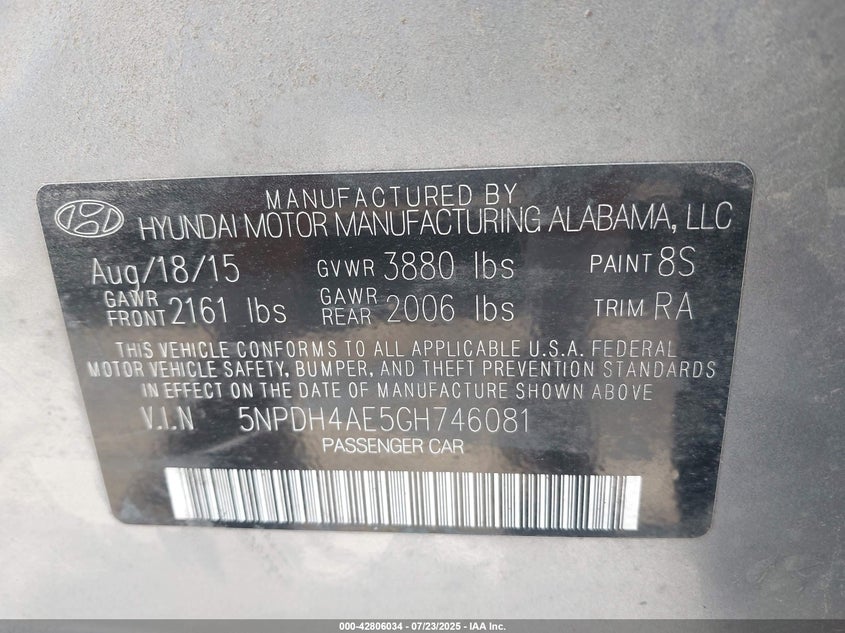 MANUFACTURED BY
HYUNDAI MOTOR MANUFACTURING ALABAMA, LLC
Aug/18/15 GVWR 3880 lbs PAINT 8S
GAWR FRONT 2161 lbs GAWR REAR 2006 lbs TRIM RA
THIS VEHICLE CONFORMS TO ALL APPLICABLE U.S.A. FEDERAL
MOTOR VEHICLE SAFETY, BUMPER, AND THEFT PREVENTION STANDARDS
IN EFFECT ON THE DATE OF MANUFACTURE SHOWN ABOVE
V.I.N 5NPDH4AE5GH746081
PASSENGER CAR
000-42806034 - 07/23/2025 - IAA Inc.